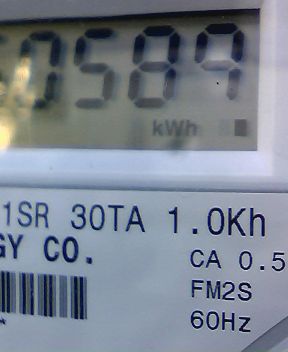 0589
kWh
1SR 30TA 1.0Kh
GY CO.
CA 0.5
FM2S
60Hz